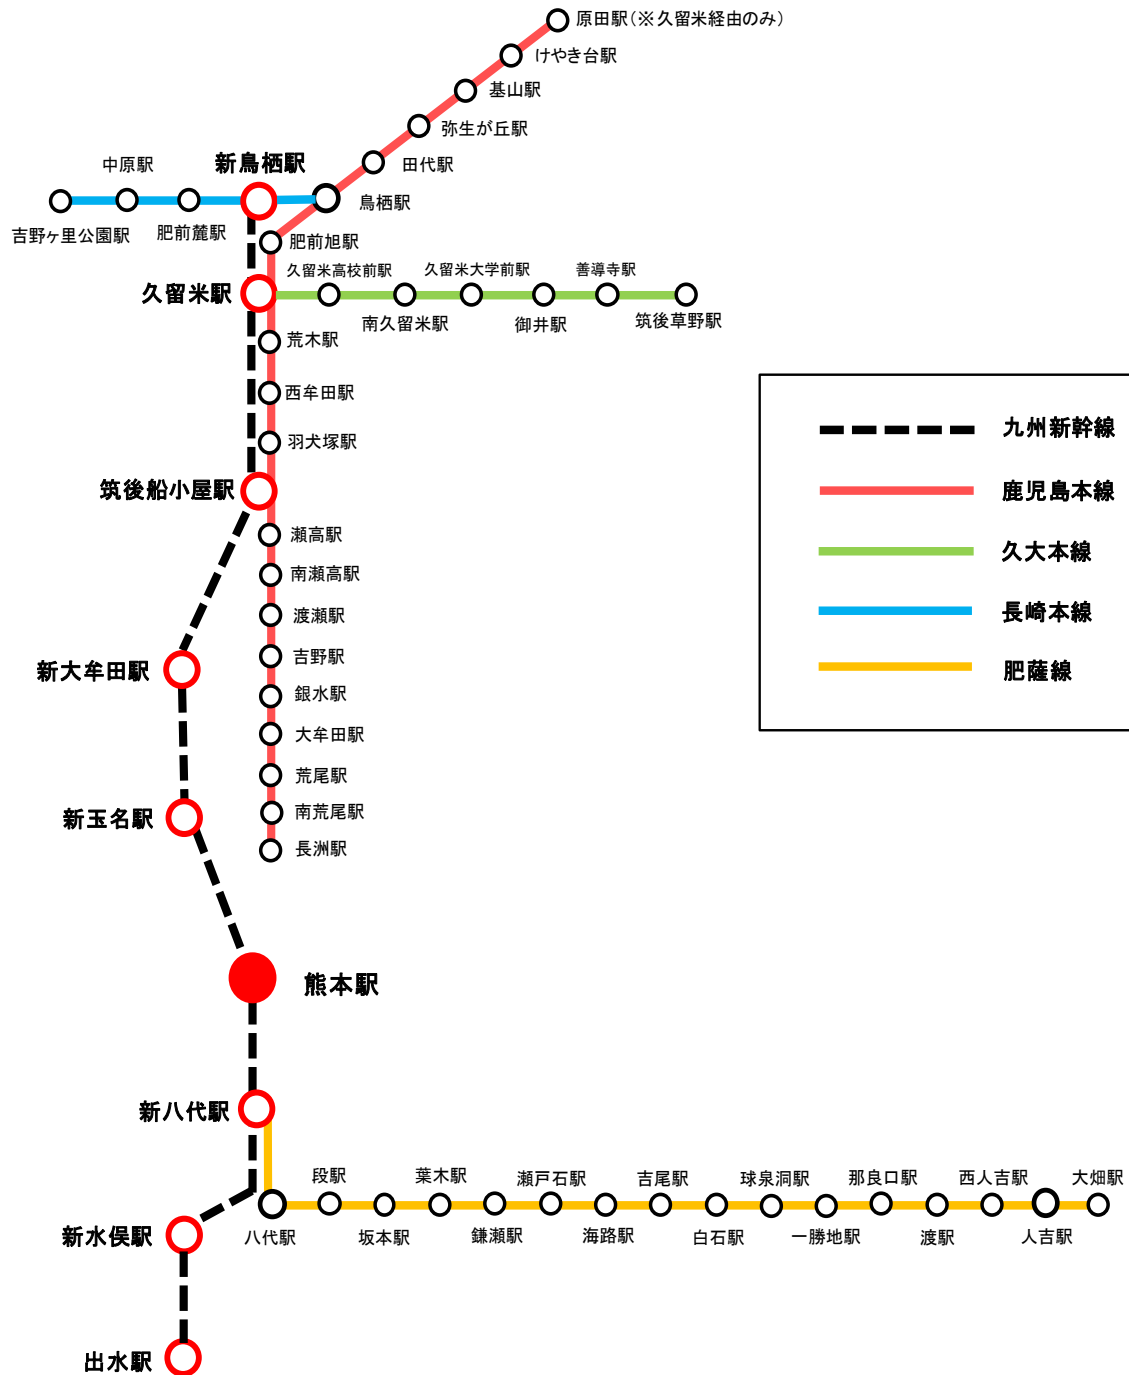 原田駅(※久留米経由のみ)
けやき台駅
基山駅
弥生が丘駅
田代駅
鳥栖駅
新鳥栖駅
中原駅
肥前麓駅
吉野ヶ里公園駅
肥前旭駅
久留米駅
久留米高校前駅
南久留米駅
久留米大学前駅
御井駅
善導寺駅
筑後草野駅
荒木駅
西牟田駅
羽犬塚駅
筑後船小屋駅
瀬高駅
南瀬高駅
渡瀬駅
吉野駅
銀水駅
大牟田駅
荒尾駅
南荒尾駅
長洲駅
新大牟田駅
新玉名駅
熊本駅
新八代駅
新水俣駅
出水駅
八代駅
段駅
坂本駅
葉木駅
鎌瀬駅
瀬戸石駅
海路駅
吉尾駅
白石駅
球泉洞駅
一勝地駅
那良口駅
渡駅
西人吉駅
人吉駅
大畑駅
九州新幹線
鹿児島本線
久大本線
長崎本線
肥薩線